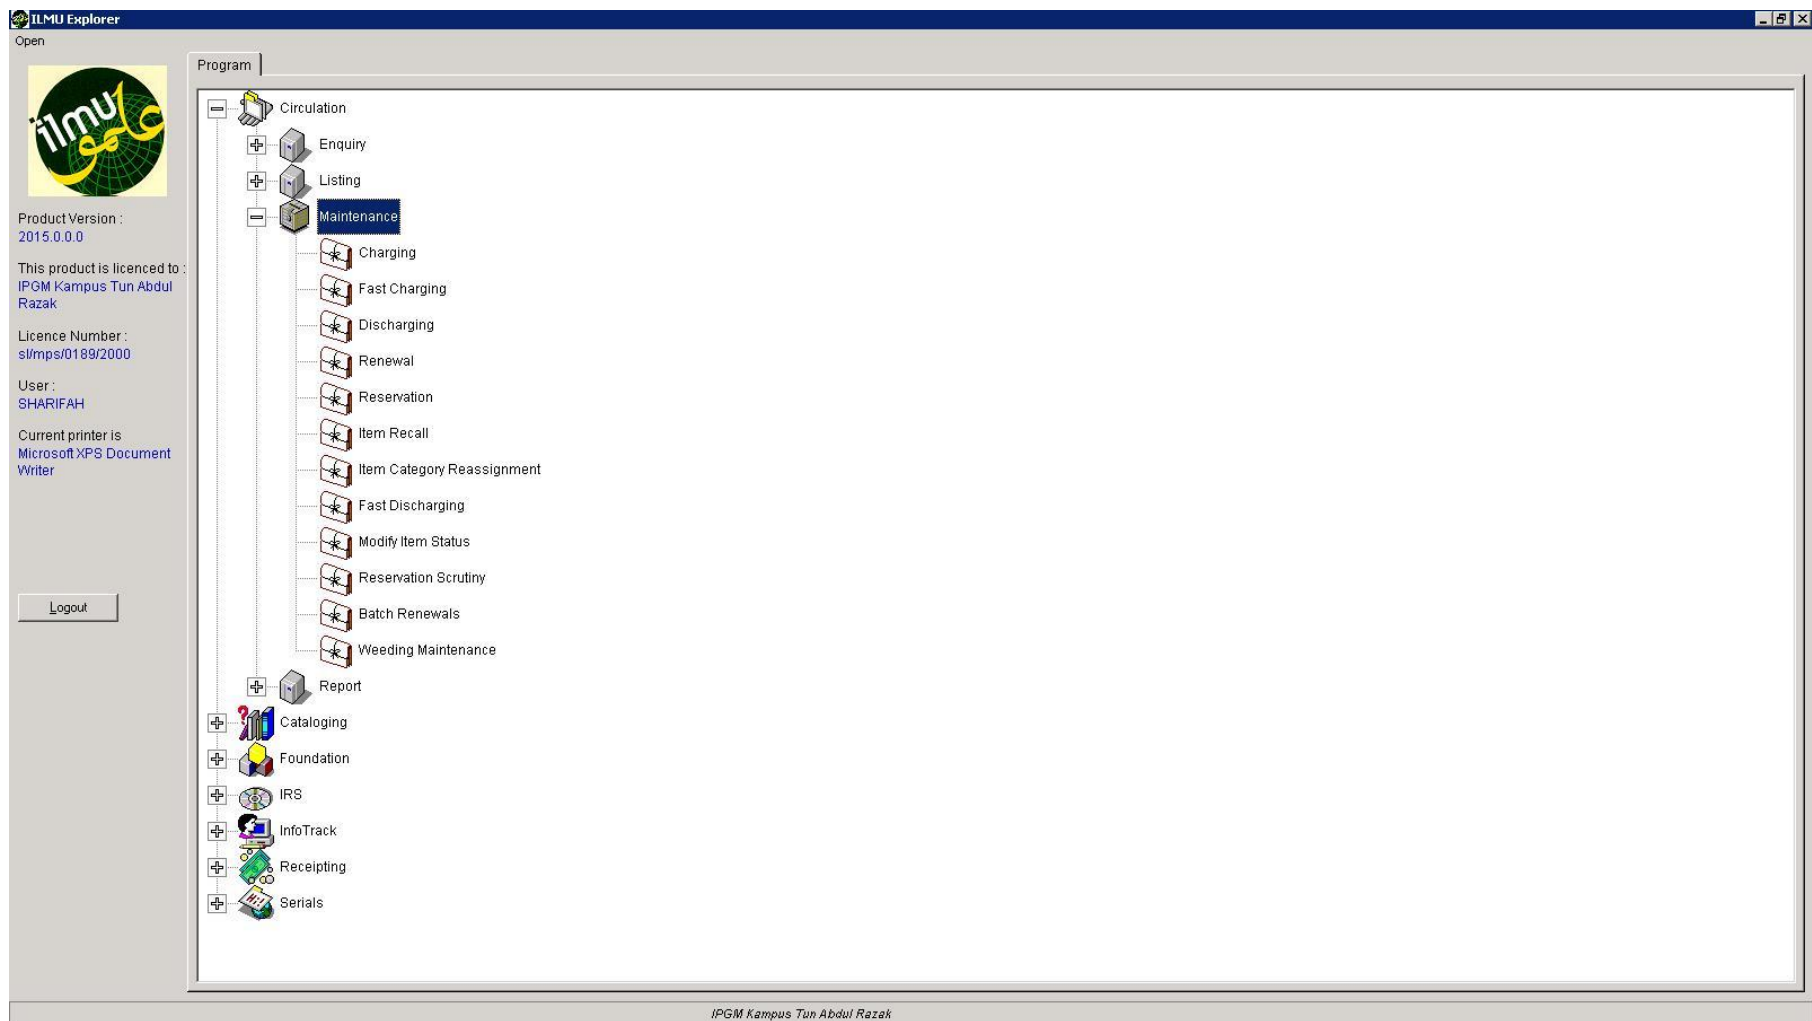 ILMU Explorer
Open
ilmu
علمو
Program
Product Version :
2015.0.0.0
This product is licenced to :
IPGM Kampus Tun Abdul
Razak
Licence Number :
sl/mps/0189/2000
User :
SHARIFAH
Current printer is
Microsoft XPS Document
Writer
Logout
Circulation
Enquiry
Listing
Maintenance
Charging
Fast Charging
Discharging
Renewal
Reservation
Item Recall
Item Category Reassignment
Fast Discharging
Modify Item Status
Reservation Scrutiny
Batch Renewals
Weeding Maintenance
Report
Cataloging
Foundation
IRS
InfoTrack
Receipting
Serials
IPGM Kampus Tun Abdul Razak